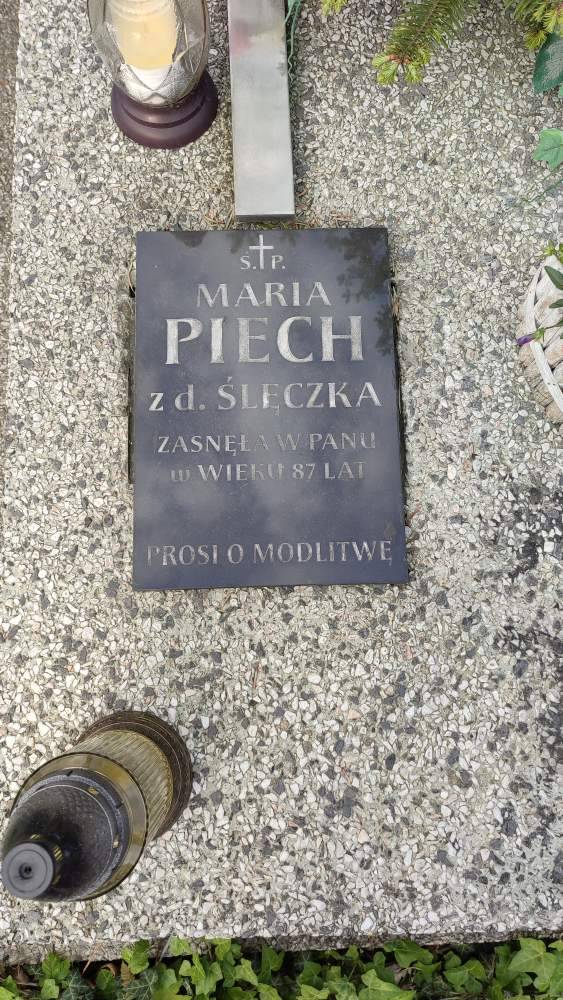 Ś.P.
MARIA
PIECH
z d. ŚLĘCZKA
ZASNĘŁA W PANU
w WIEKU 87 LAT
PROSI O MODLITWĘ